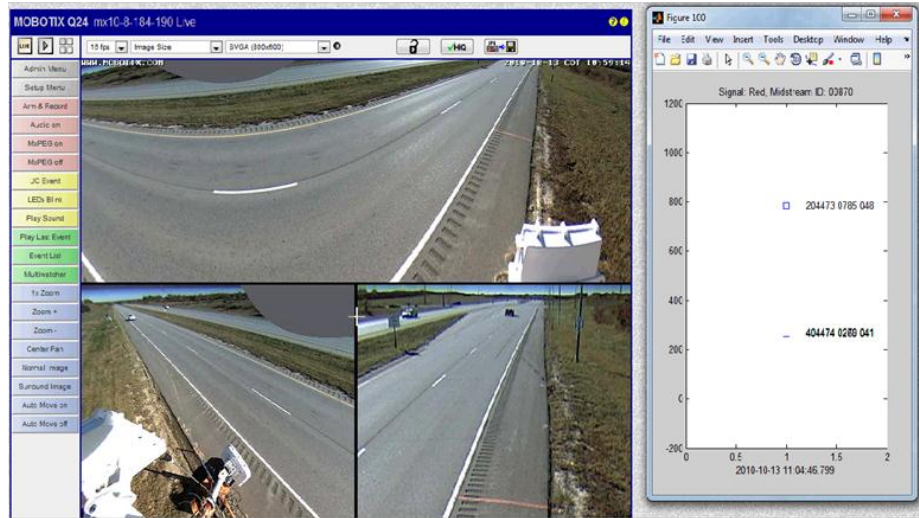 MOBOTIX Q24 mx10-8-184-190 Live
Image Size
SVGA (800x600)
HQ
Admin Menu
Setup Menu
Arm & Record
Audio on
MxPEG on
MxPEG off
JC Event
LEDs Blink
Play Sound
Play Last Event
Event List
Multiwatcher
1x Zoom
Zoom +
Zoom -
Center Pan
Normal Image
Surround Image
Auto Move on
Auto Move off
WWW.MOBOTIX.COM
2010-10-13 CDT 10:59:14
Figure 100
File Edit View Insert Tools Desktop Window Help
Signal: Red, Midstream ID: 00870
1200
1000
800
600
400
200
0
-200
204473 0785 048
404474
041
0 0.5 1 1.5 2
2010-10-13 11:04:46.799